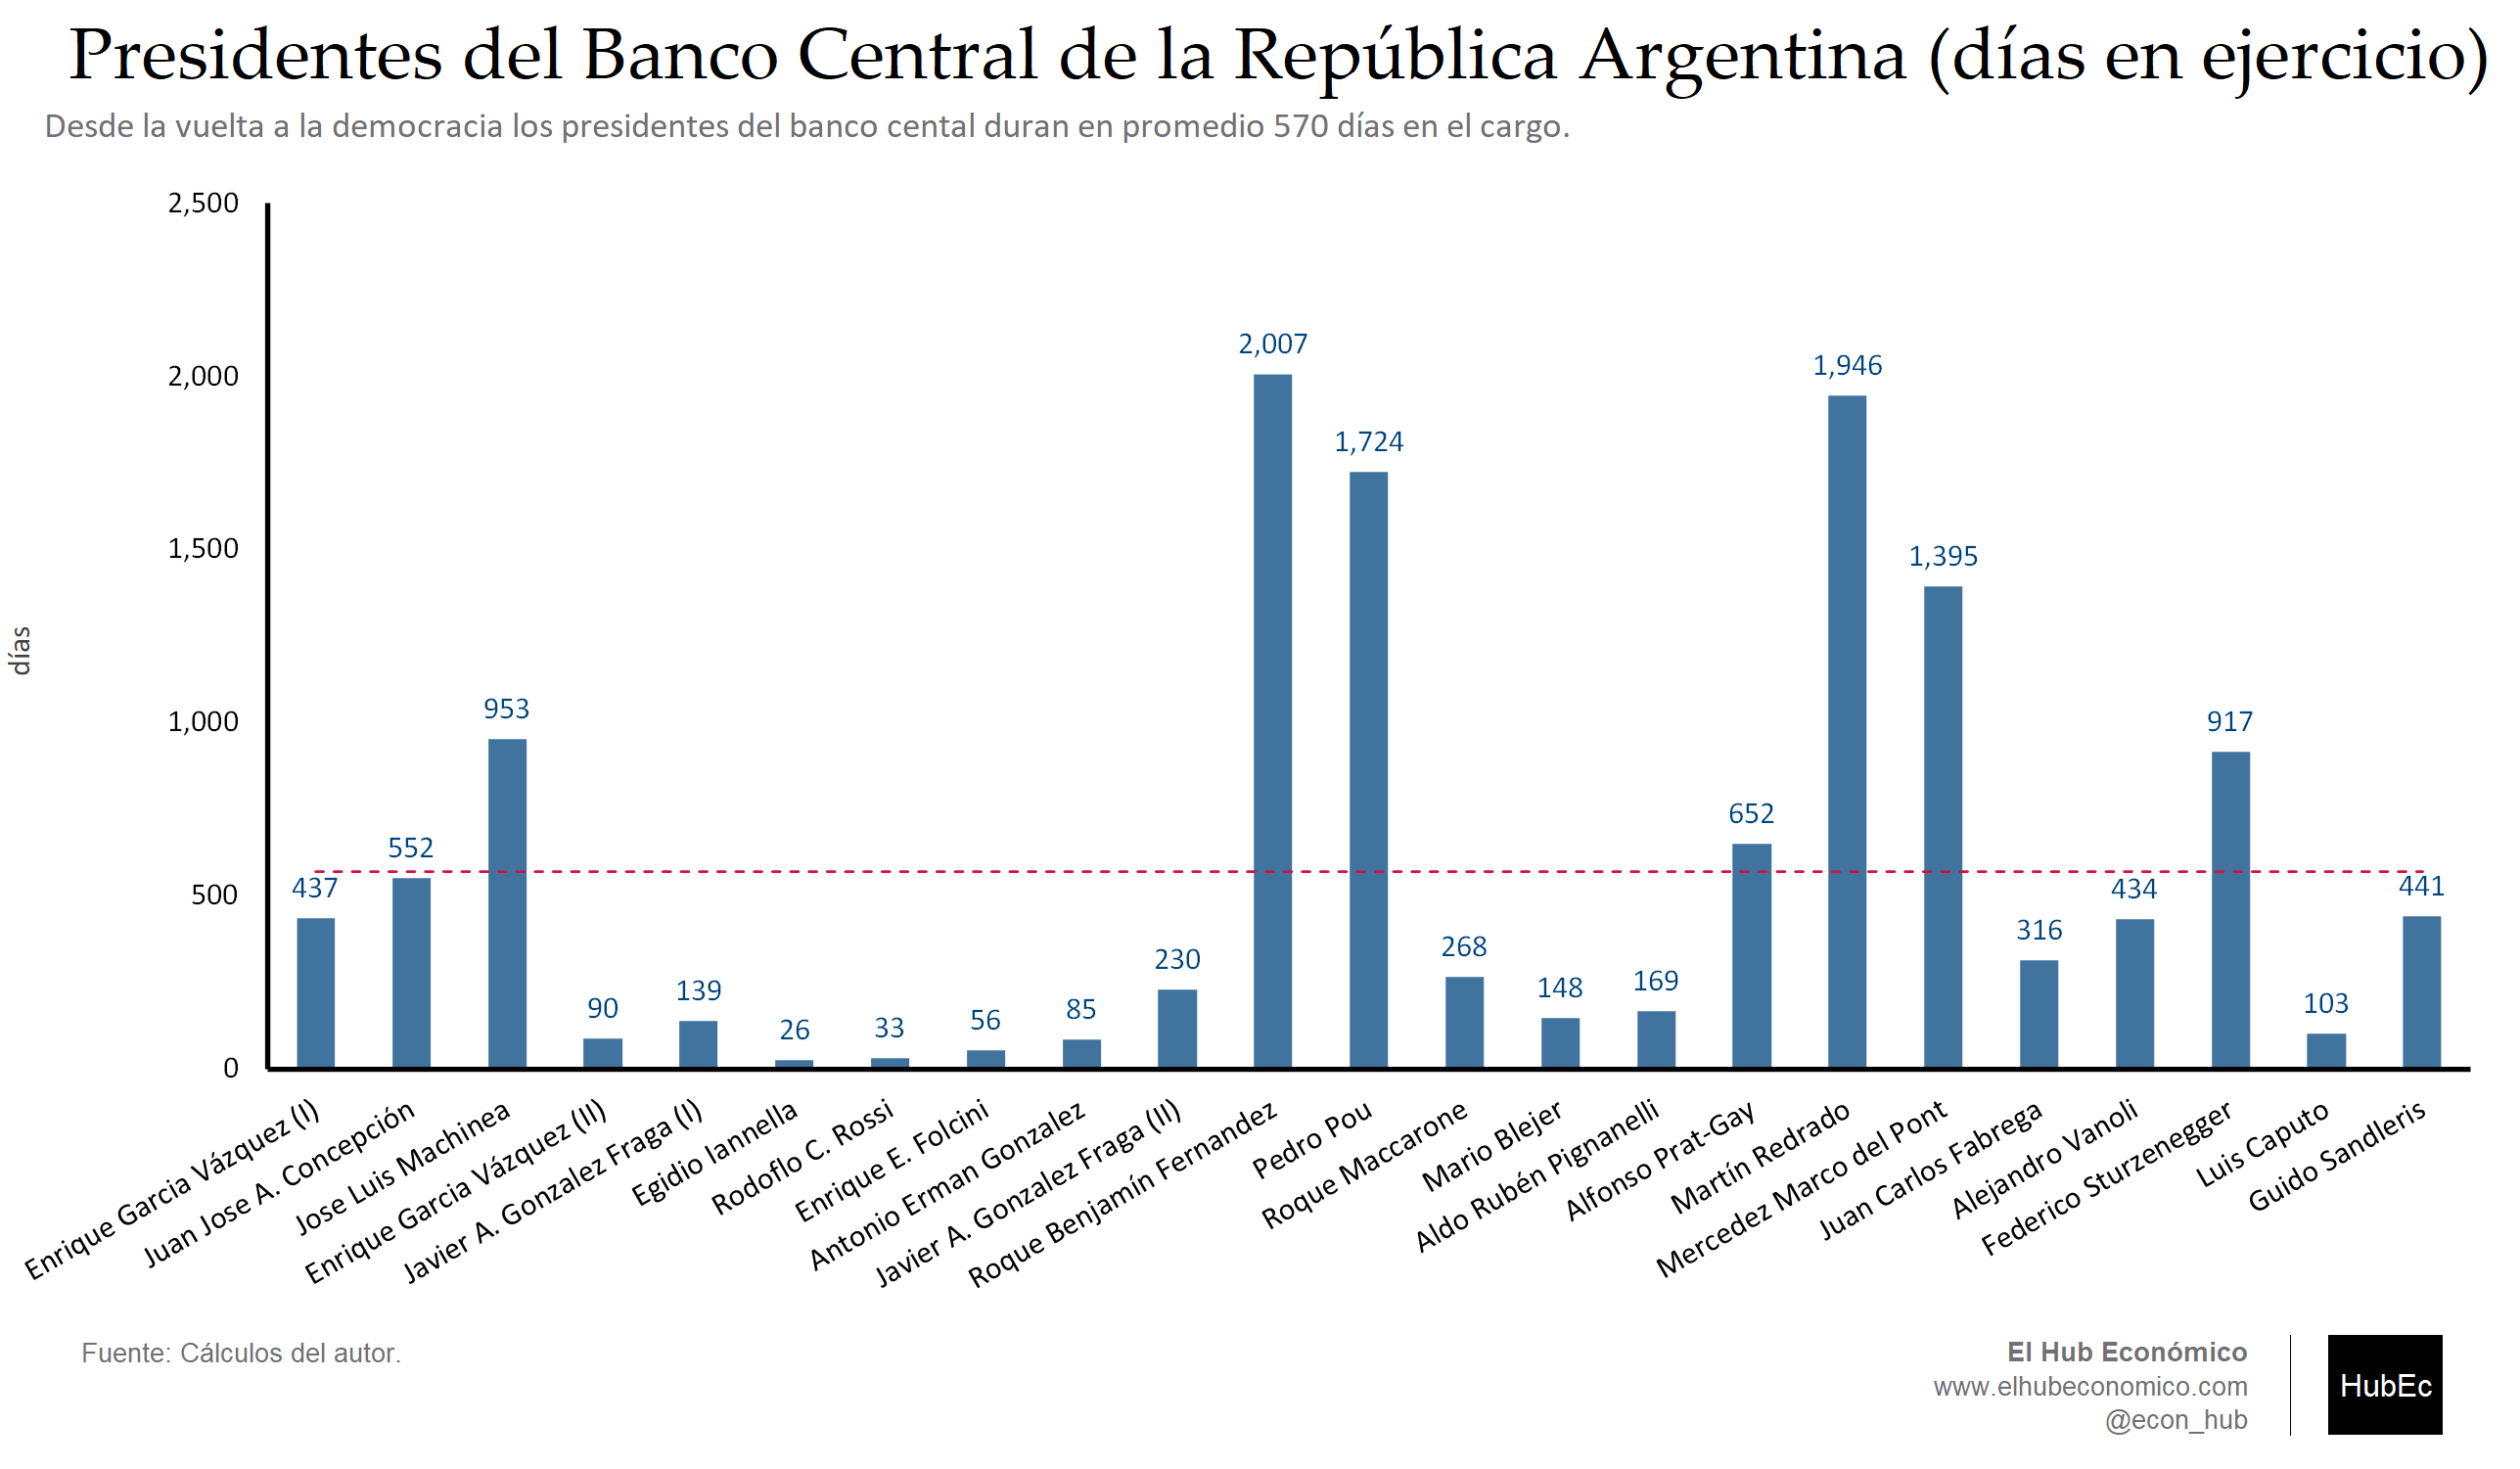 Presidentes del Banco Central de la República Argentina (días en ejercicio)
Desde la vuelta a la democracia los presidentes del banco cental duran en promedio 570 días en el cargo.
días
2,500
2,000
1,500
1,000
500
0
437
552
953
90
139
26
33
56
85
230
2,007
1,724
268
148
169
652
1,946
1,395
316
434
917
103
441
Enrique Garcia Vázquez (I)
Juan Jose A. Concepción
Jose Luis Machinea
Enrique Garcia Vázquez (II)
Javier A. Gonzalez Fraga (I)
Egidio Iannella
Rodoflo C. Rossi
Enrique E. Folcini
Antonio Erman Gonzalez
Javier A. Gonzalez Fraga (II)
Roque Benjamín Fernandez
Pedro Pou
Roque Maccarone
Mario Blejer
Aldo Rubén Pignanelli
Alfonso Prat-Gay
Martín Redrado
Mercedez Marco del Pont
Juan Carlos Fabrega
Alejandro Vanoli
Federico Sturzenegger
Luis Caputo
Guido Sandleris
Fuente: Cálculos del autor.
El Hub Económico
www.elhubeconomico.com
@econ_hub
HubEc